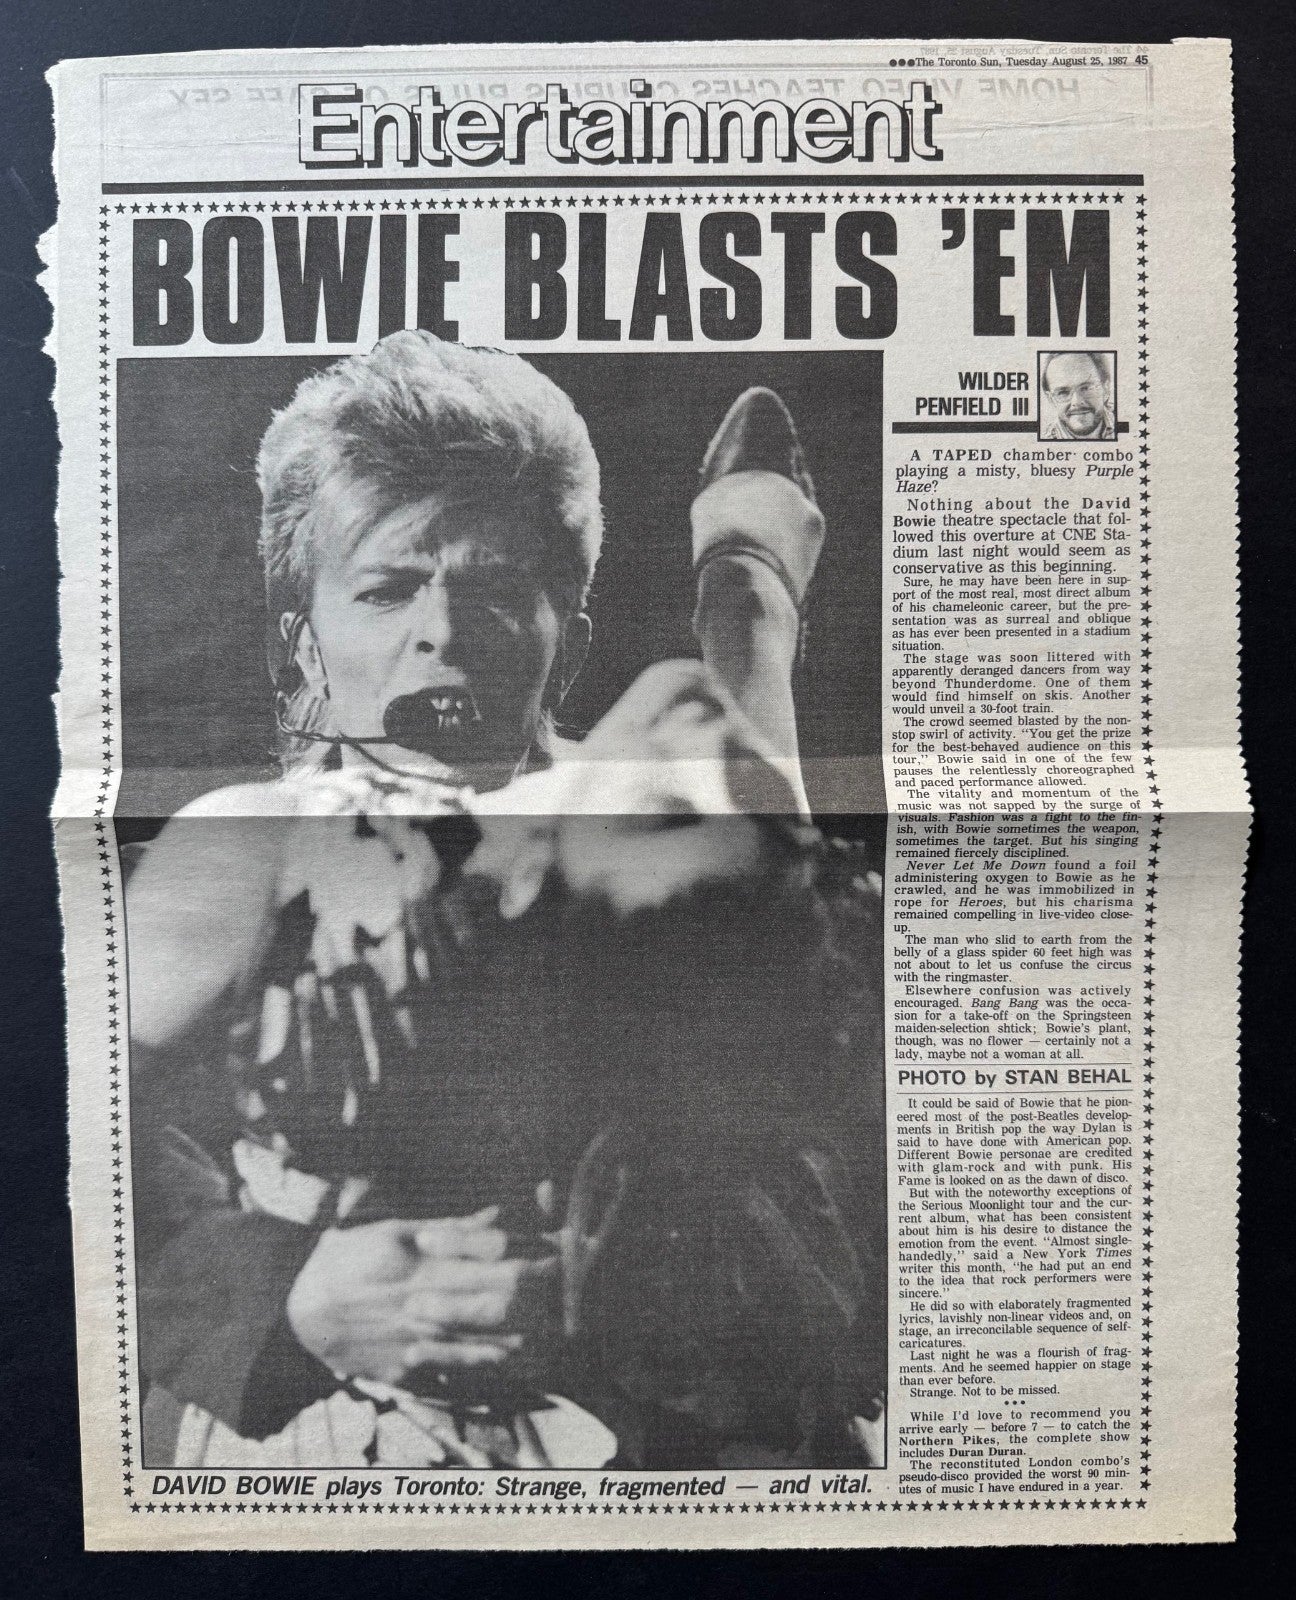 ●●●The Toronto Sun, Tuesday August 25, 1987 45
Entertainment
BOWIE BLASTS 'EM
WILDER
PENFIELD III
A TAPED chamber combo
playing a misty, bluesy Purple
Haze?
Nothing about the David
Bowie theatre spectacle that fol-
lowed this overture at CNE Sta-
dium last night would seem as
conservative as this beginning.
Sure, he may have been here in sup-
port of the most real, most direct album
of his chameleonic career, but the pre-
sentation was as surreal and oblique
as has ever been presented in a stadium
situation.
The stage was soon littered with
apparently deranged dancers from way
beyond Thunderdome. One of them
would find himself on skis. Another
would unveil a 30-foot train.
The crowd seemed blasted by the non-
stop swirl of activity. "You get the prize
for the best-behaved audience on this
tour," Bowie said in one of the few
pauses the relentlessly choreographed
and paced performance allowed.
The vitality and momentum of the
music was not sapped by the surge of
visuals. Fashion was a fight to the fin-
ish, with Bowie sometimes the weapon,
sometimes the target. But his singing
remained fiercely disciplined.
Never Let Me Down found a foil
administering oxygen to Bowie as he
crawled, and he was immobilized in
rope for Heroes, but his charisma
remained compelling in live-video close-
up.
The man who slid to earth from the
belly of a glass spider 60 feet high was
not about to let us confuse the circus
with the ringmaster.
Elsewhere confusion was actively
encouraged. Bang Bang was the occa-
sion for a take-off on the Springsteen
maiden-selection shtick; Bowie's plant,
though, was no flower — certainly not a
lady, maybe not a woman at all.
PHOTO by STAN BEHAL
It could be said of Bowie that he pion-
eered most of the post-Beatles develop-
ments in British pop the way Dylan is
said to have done with American pop.
Different Bowie personae are credited
with glam-rock and with punk. His
Fame is looked on as the dawn of disco.
But with the noteworthy exceptions of
the Serious Moonlight tour and the cur-
rent album, what has been consistent
about him is his desire to distance the
emotion from the event. "Almost single-
handedly," said a New York Times
writer this month, "he had put an end
to the idea that rock performers were
sincere."
He did so with elaborately fragmented
lyrics, lavishly non-linear videos and, on
stage, an irreconcilable sequence of self-
caricatures.
Last night he was a flourish of frag-
ments. And he seemed happier on stage
than ever before.
Strange. Not to be missed.
●●●
While I'd love to recommend you
arrive early — before 7 — to catch the
Northern Pikes, the complete show
includes Duran Duran.
The reconstituted London combo's
pseudo-disco provided the worst 90 min-
utes of music I have endured in a year.
DAVID BOWIE plays Toronto: Strange, fragmented — and vital.